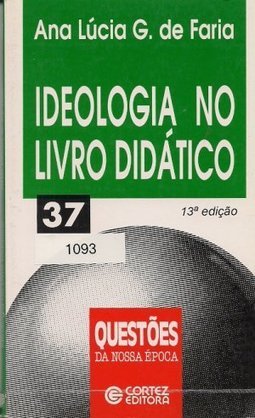 Ana Lúcia G. de Faria
IDEOLOGIA NO
LIVRO DIDÁTICO
37
13ª edição
1093
QUESTÕES
DA NOSSA ÉPOCA
CORTEZ
EDITORA